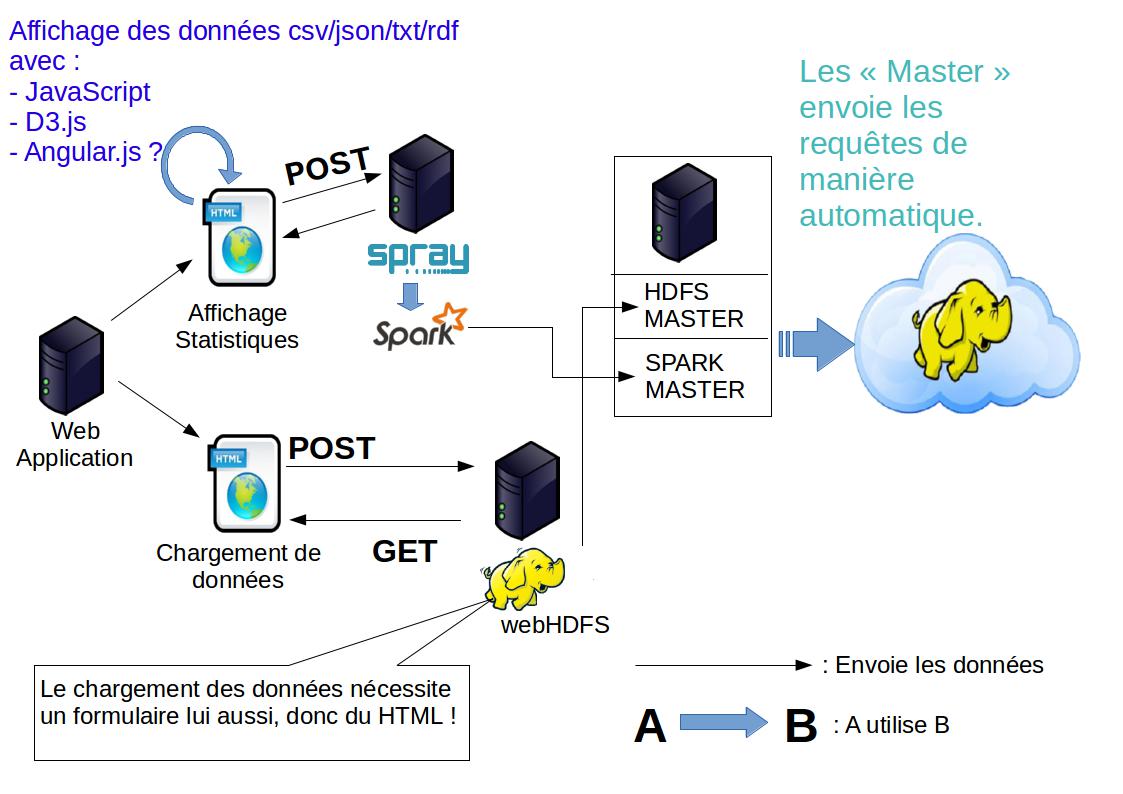 Affichage des données csv/json/txt/rdf
avec :
- JavaScript
- D3.js
- Angular.js ?
Les « Master »
envoie les
requêtes de
manière
automatique.
POST
HTML
spray
Spark
Affichage
Statistiques
HDFS
MASTER
SPARK
MASTER
Web
Application
HTML
POST
GET
Chargement de
données
webHDFS
Le chargement des données nécessite
un formulaire lui aussi, donc du HTML !
: Envoie les données
A B : A utilise B